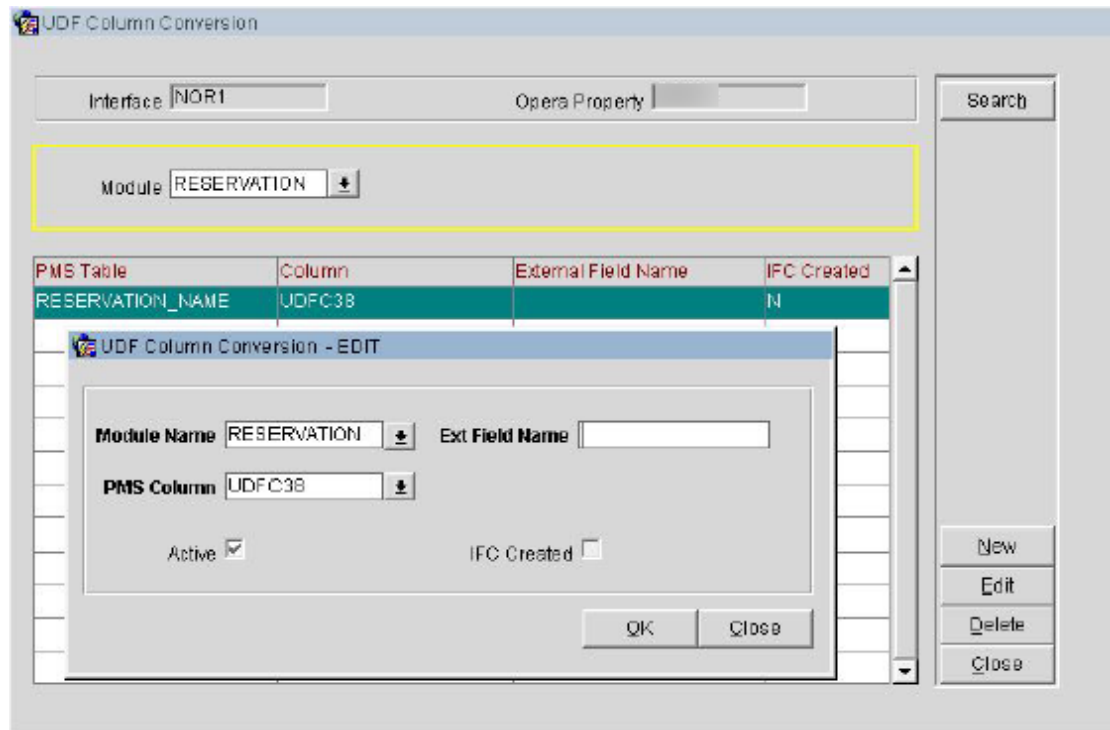 UDF Column Conversion
Interface NOR1 Opera Property
Search
Module RESERVATION
PMS Table Column External Field Name IFC Created
RESERVATION_NAME UDFC38 N
UDF Column Conversion - EDIT
Module Name RESERVATION Ext Field Name
PMS Column UDFC38
Active IFC Created
OK Close
New
Edit
Delete
Close